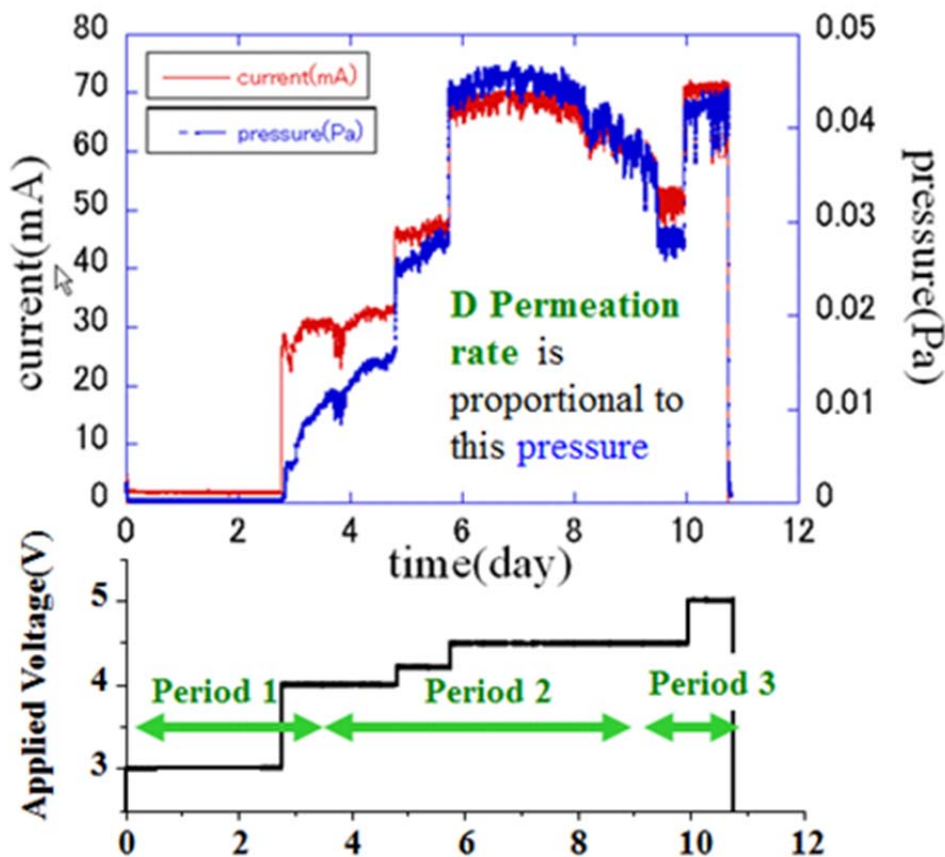 80
70
60
50
40
30
20
10
0
current(mA)
current(mA)
pressure(Pa)
0.05
0.04
0.03
0.02
0.01
0
pressure(Pa)
D Permeation
rate is
proportional to
this pressure
0 2 4 6 8 10 12
time(day)
Applied Voltage(V)
5
4
3
Period 1 Period 2 Period 3
0 2 4 6 8 10 12